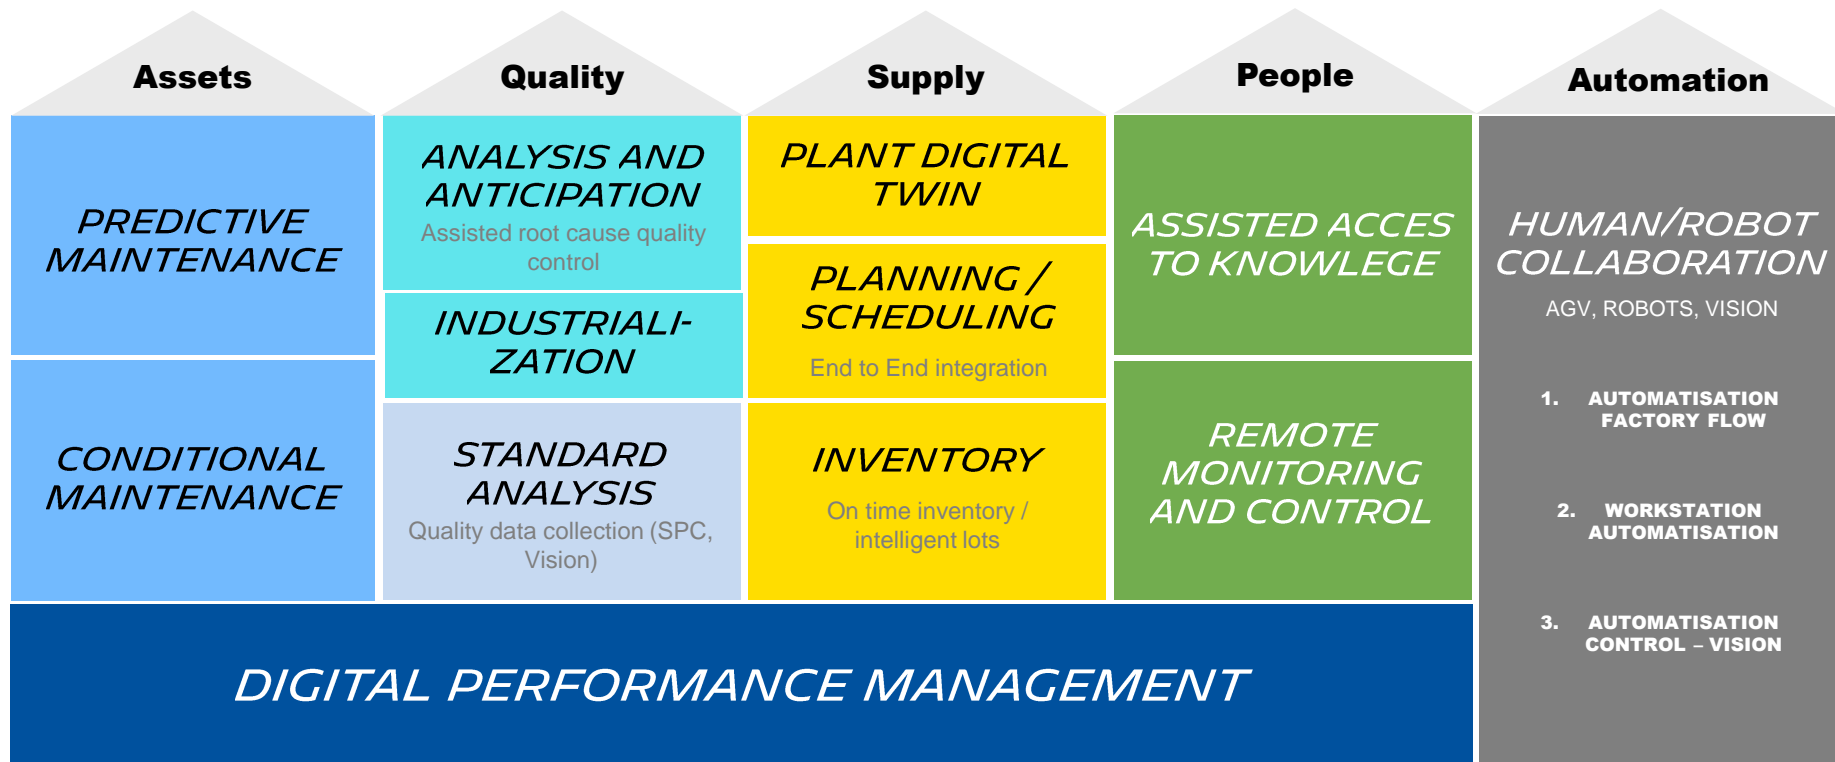 Assets
Quality
Supply
People
Automation
PREDICTIVE
MAINTENANCE
CONDITIONAL
MAINTENANCE
ANALYSIS AND
ANTICIPATION
Assisted root cause quality
control
INDUSTRIALI-
ZATION
STANDARD
ANALYSIS
Quality data collection (SPC,
Vision)
PLANT DIGITAL
TWIN
PLANNING /
SCHEDULING
End to End integration
INVENTORY
On time inventory /
intelligent lots
ASSISTED ACCES
TO KNOWLEGE
REMOTE
MONITORING
AND CONTROL
HUMAN/ROBOT
COLLABORATION
AGV, ROBOTS, VISION
1. AUTOMATISATION
FACTORY FLOW
2. WORKSTATION
AUTOMATISATION
3. AUTOMATISATION
CONTROL – VISION
DIGITAL PERFORMANCE MANAGEMENT